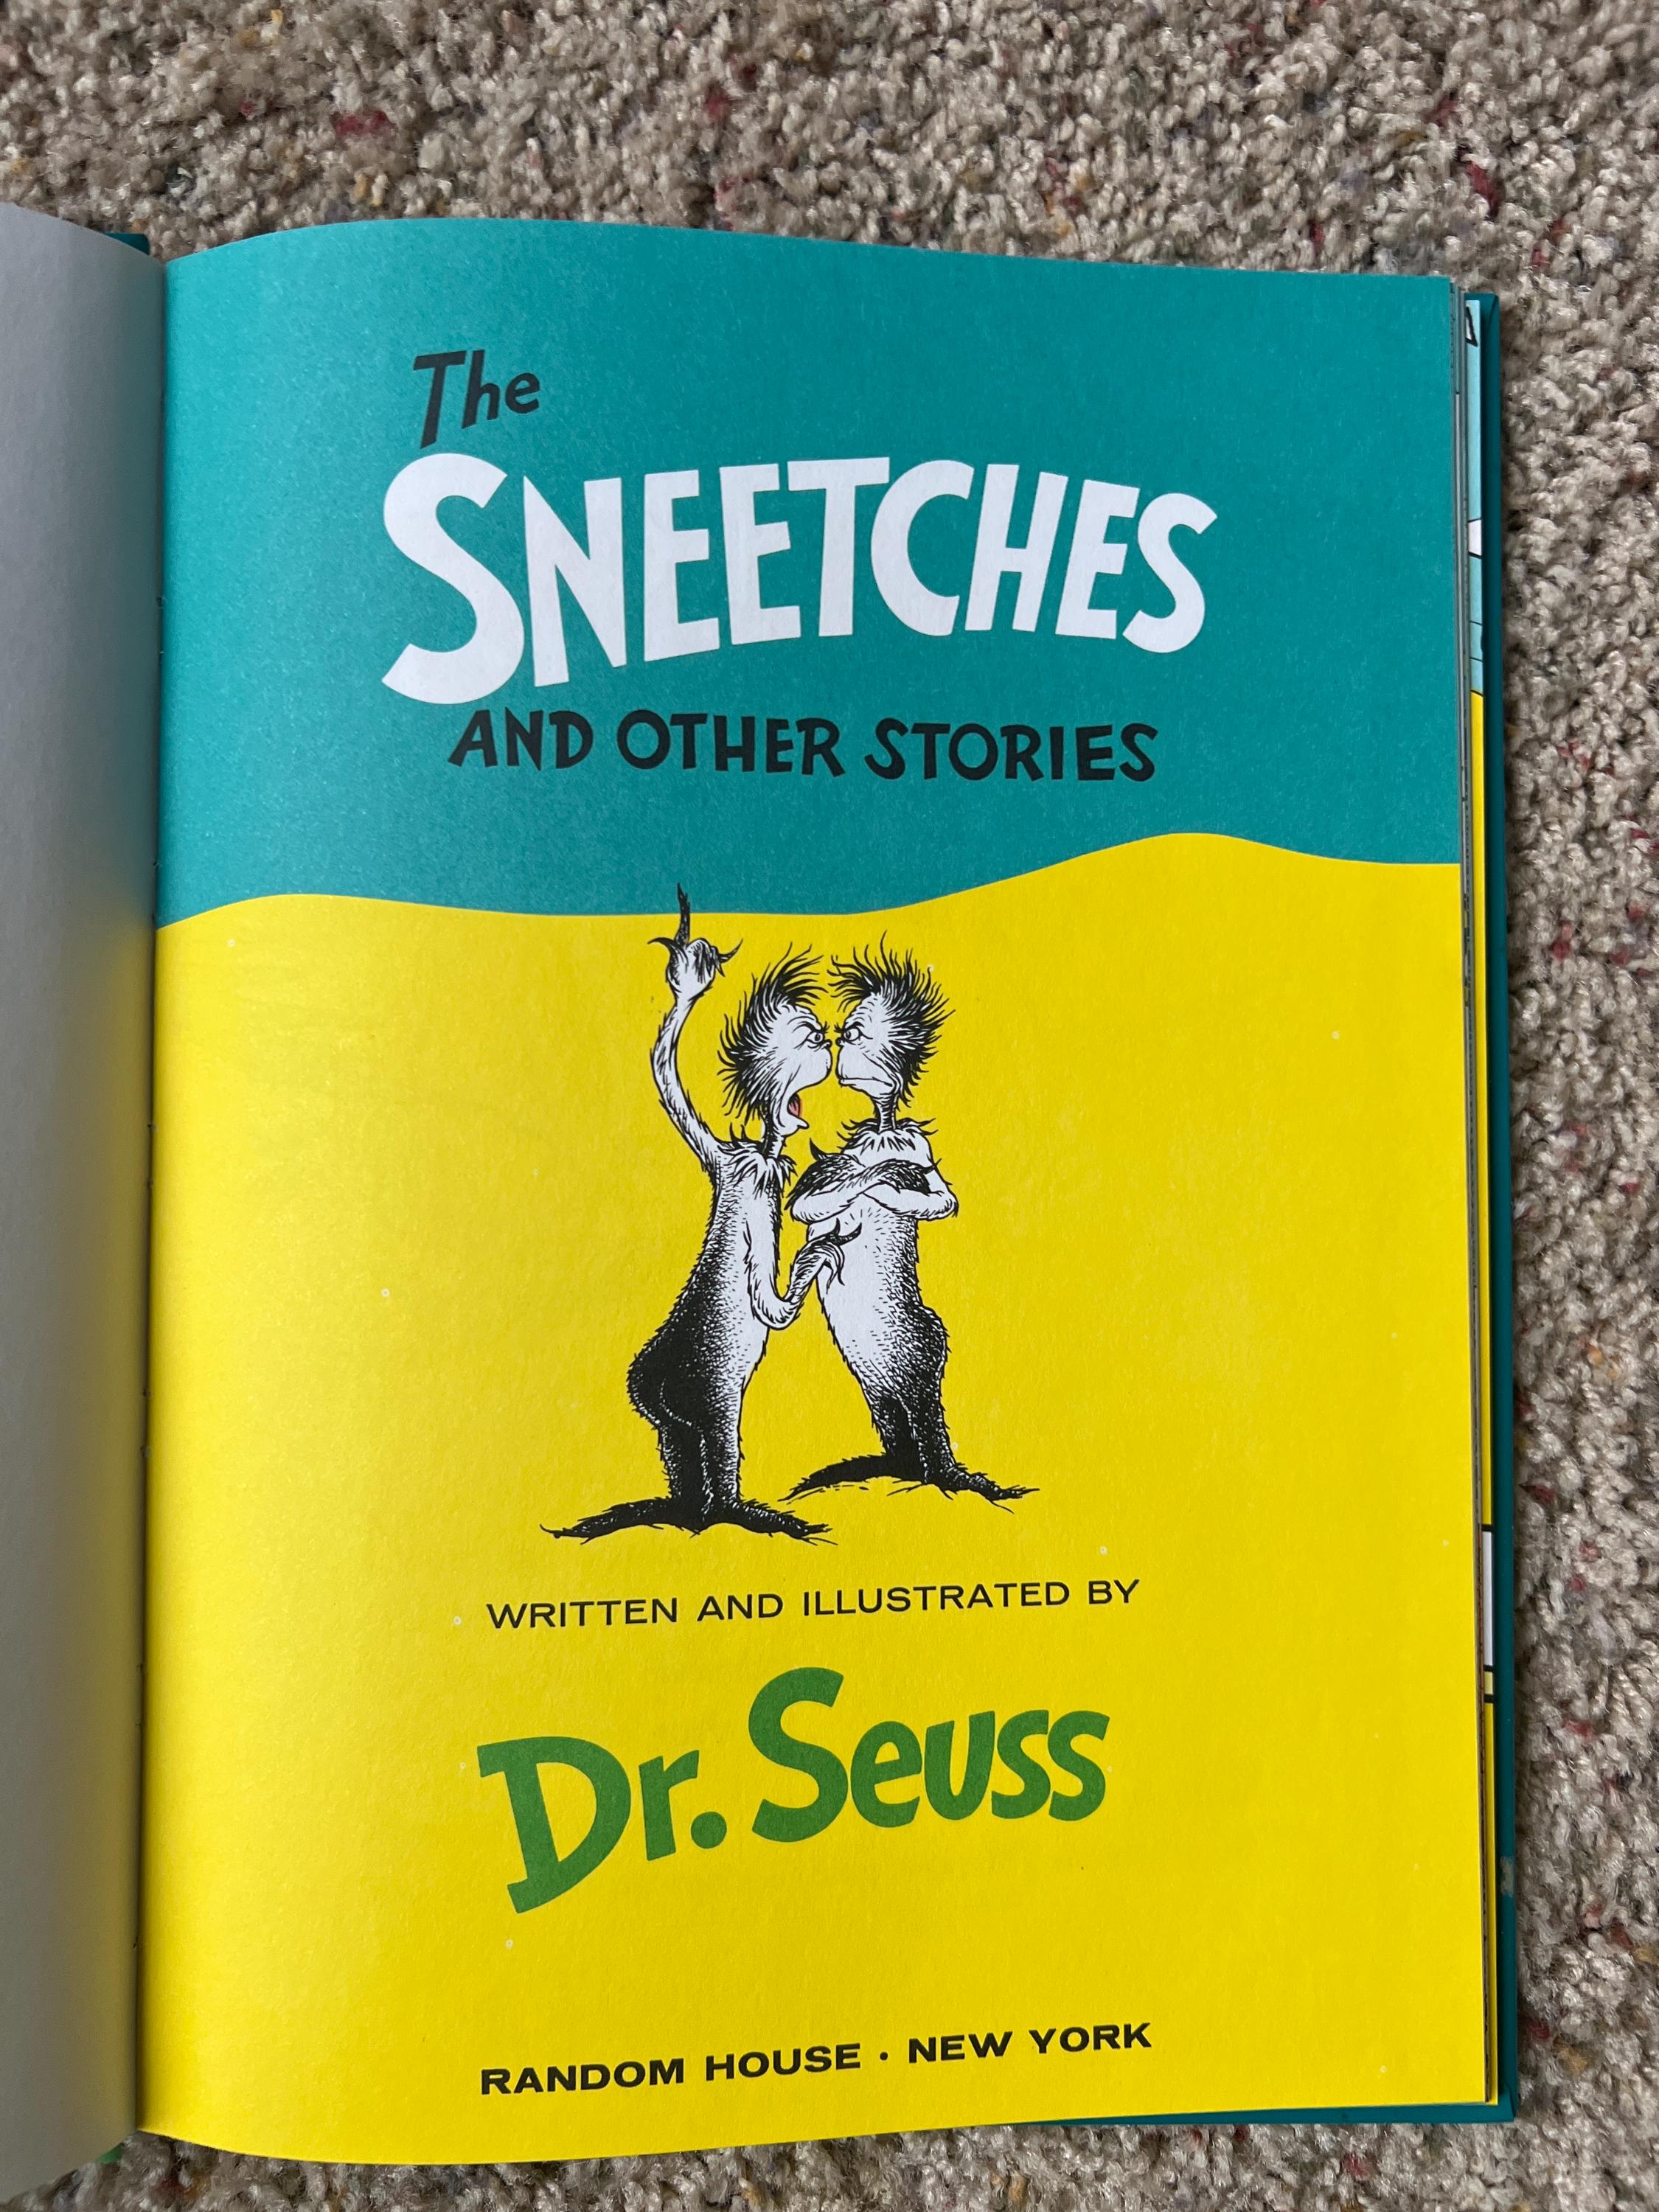 The
SNEETCHES
AND OTHER STORIES
WRITTEN AND ILLUSTRATED BY
Dr. Seuss
RANDOM HOUSE · NEW YORK